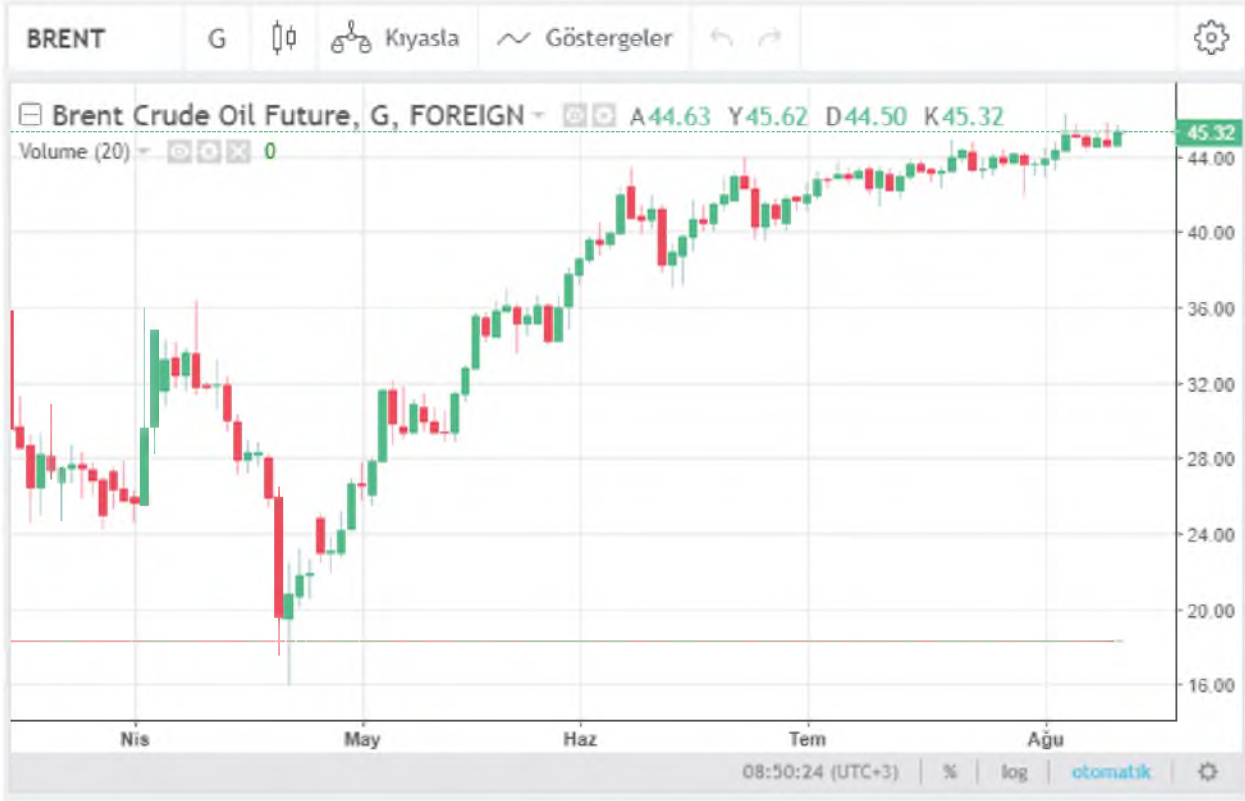 BRENT G Kıyasla Göstergeler
Brent Crude Oil Future, G, FOREIGN A44.63 Y45.62 D44.50 K45.32
Volume (20) 0
45.32
44.00
40.00
36.00
32.00
28.00
24.00
20.00
16.00
Nis May Haz Tem Ağu
08:50:24 (UTC+3) % log otomatik